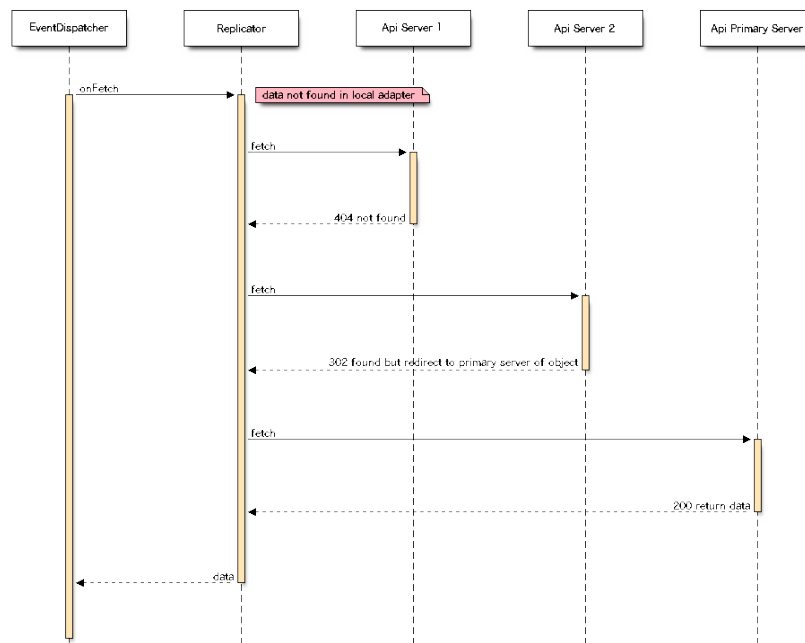 EventDispatcher
Replicator
Api Server 1
Api Server 2
Api Primary Server
onFetch
data not found in local adapter
fetch
404 not found
fetch
302 found but redirect to primary server of object
fetch
200 return data
data